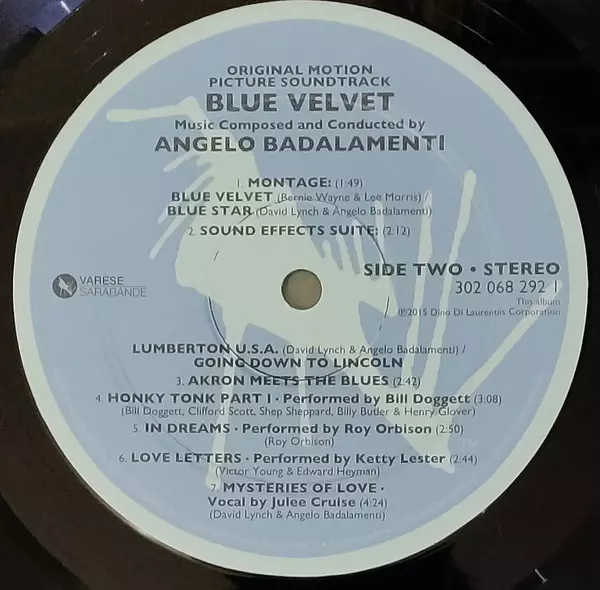 ORIGINAL MOTION
PICTURE SOUNDTRACK
BLUE VELVET
Music Composed and Conducted by
ANGELO BADALAMENTI
1. MONTAGE: (1:49)
BLUE VELVET (Bernie Wayne & Lee Morris) /
BLUE STAR (David Lynch & Angelo Badalamenti)
2. SOUND EFFECTS SUITE: (2:12)
VARESE
SARABANDE
SIDE TWO • STEREO
302 068 292 1
This album
℗2015 Dino Di Laurentiis Corporation
LUMBERTON U.S.A. (David Lynch & Angelo Badalamenti) /
GOING DOWN TO LINCOLN
3. AKRON MEETS THE BLUES (2:42)
4. HONKY TONK PART I • Performed by Bill Doggett (3:08)
(Bill Doggett, Clifford Scott, Shep Sheppard, Billy Butler & Henry Glover)
5. IN DREAMS • Performed by Roy Orbison (2:50)
(Roy Orbison)
6. LOVE LETTERS • Performed by Ketty Lester (2:44)
(Victor Young & Edward Heyman)
7. MYSTERIES OF LOVE •
Vocal by Julee Cruise (4:24)
(David Lynch & Angelo Badalamenti)